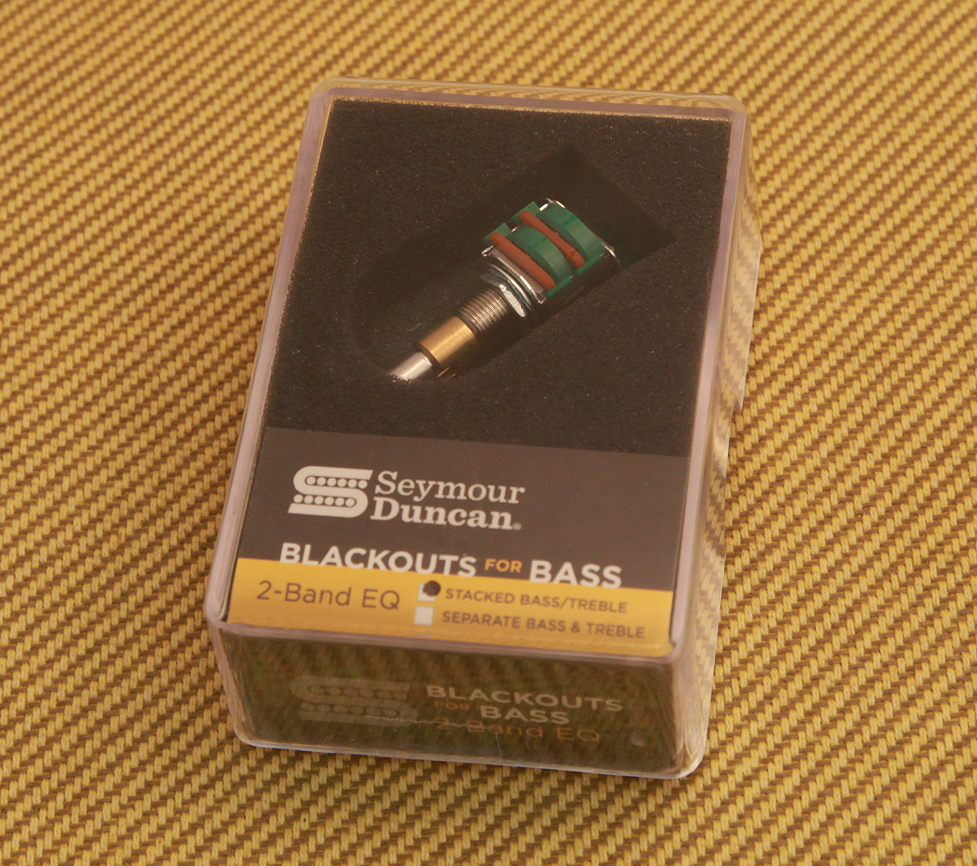 Seymour
Duncan®
BLACKOUTS FOR BASS
2-Band EQ
STACKED BASS/TREBLE
SEPARATE BASS & TREBLE
BLACKOUTS
FOR BASS
2-Band EQ